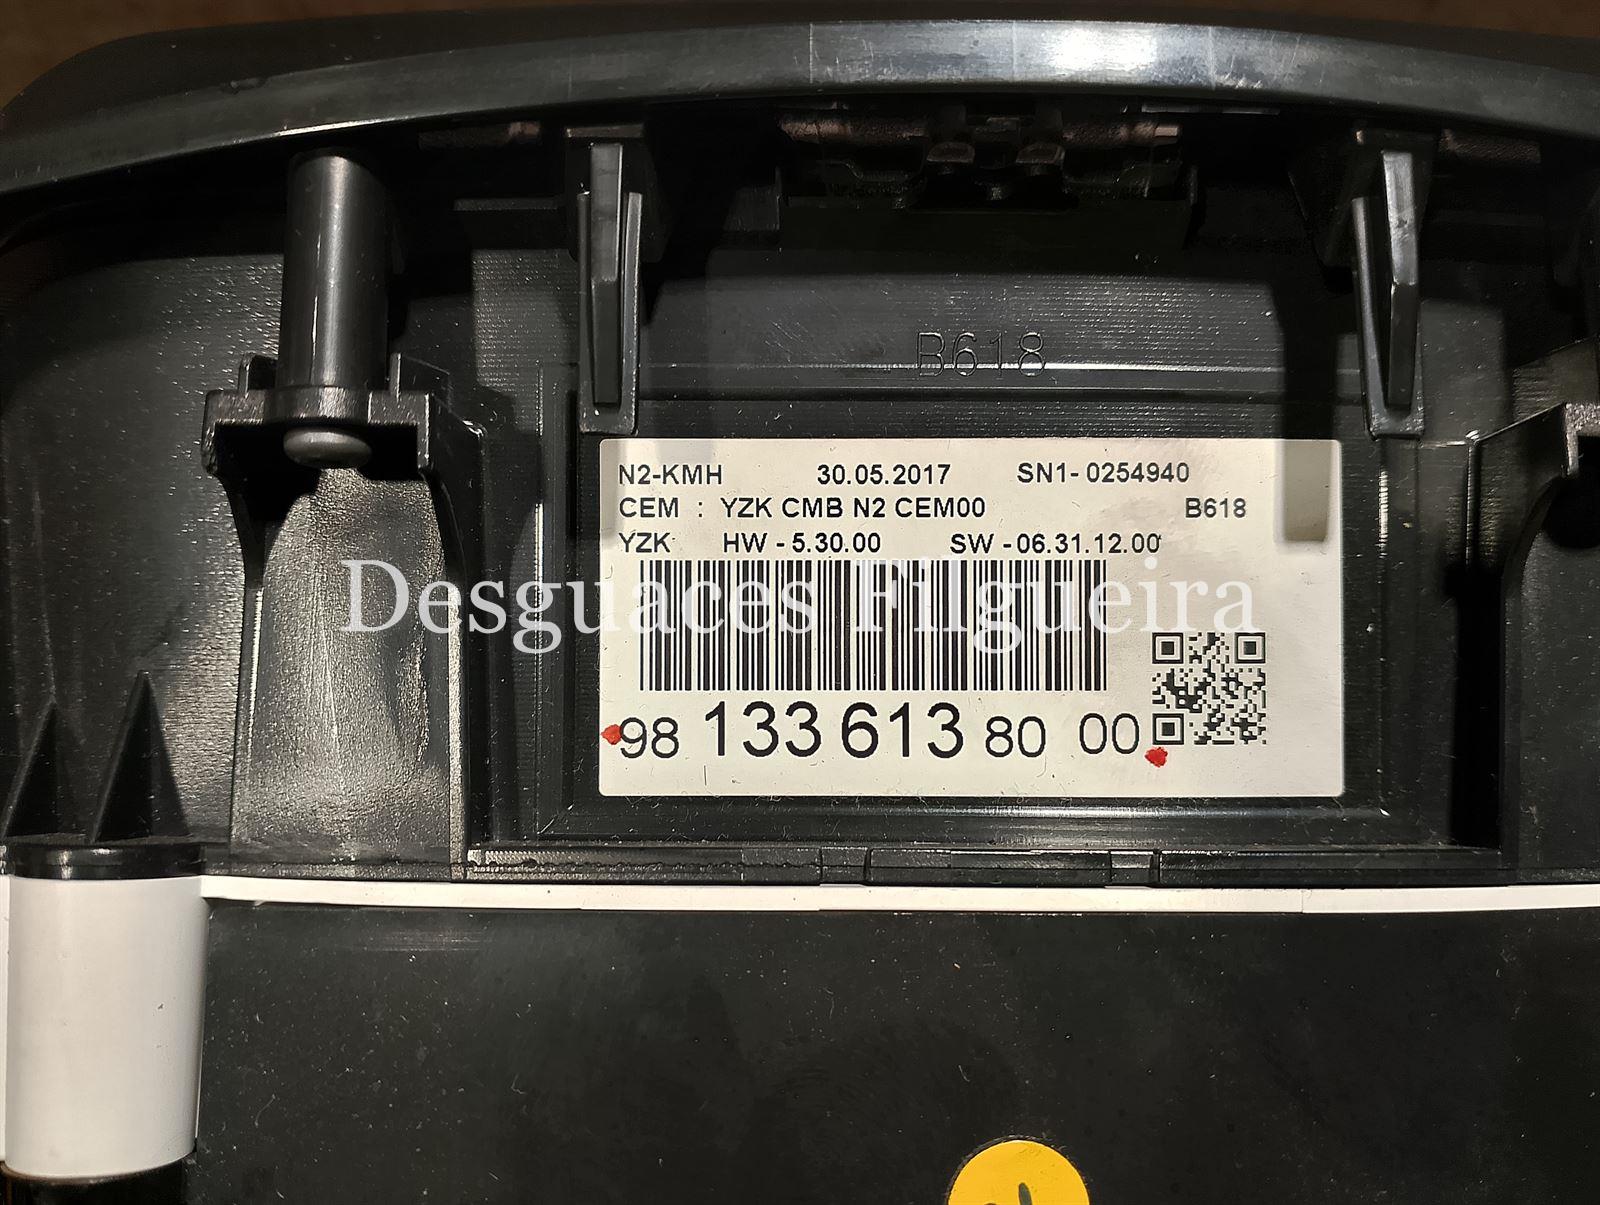 B618
N2-KMH 30.05.2017 SN1-0254940
CEM : YZK CMB N2 CEM00 B618
YZK HW - 5.30.00 SW - 06.31.12.00
Desguaces Filgueira
98 133 613 80 00